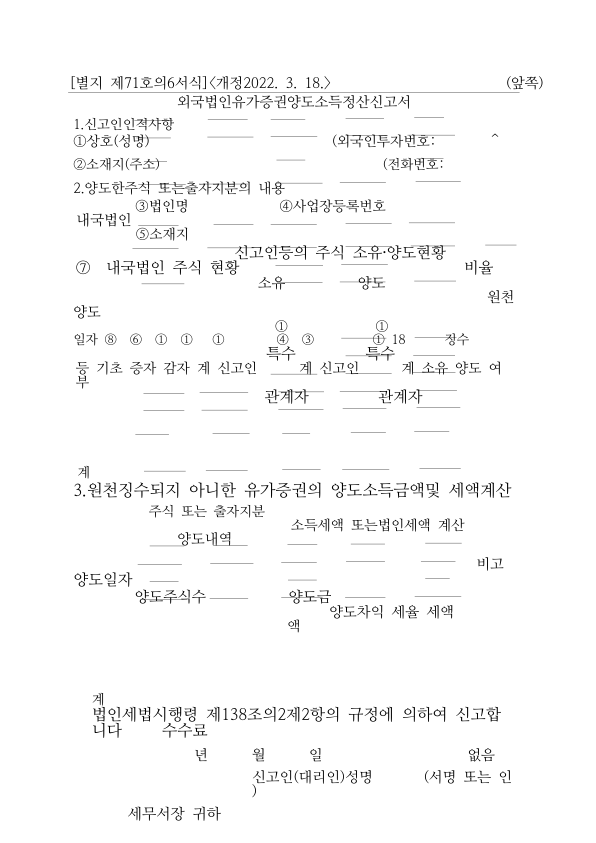 [별지 제71호의6서식]<개정2022. 3. 18.> (앞쪽)
외국법인유가증권양도소득정산신고서
1.신고인인적사항
①상호(성명) (외국인투자번호: ^
②소재지(주소) (전화번호:
2.양도한주식 또는출자지분의 내용
③법인명 ④사업장등록번호
내국법인
⑤소재지
신고인등의 주식 소유·양도현황
⑦ 내국법인 주식 현황 비율
소유 양도
원천
양도
① ①
일자 ⑧ ⑥ ① ① ① ④ ③ ① 18 정수
특수 특수
등 기초 증자 감자 계 신고인 계 신고인 계 소유 양도 여
부
관계자 관계자
계
3.원천징수되지 아니한 유가증권의 양도소득금액및 세액계산
주식 또는 출자지분
소득세액 또는법인세액 계산
양도내역
비고
양도일자
양도주식수 양도금
양도차익 세율 세액
액
계
법인세법시행령 제138조의2제2항의 규정에 의하여 신고합
니다 수수료
년 월 일 없음
신고인(대리인)성명 (서명 또는 인
)
세무서장 귀하